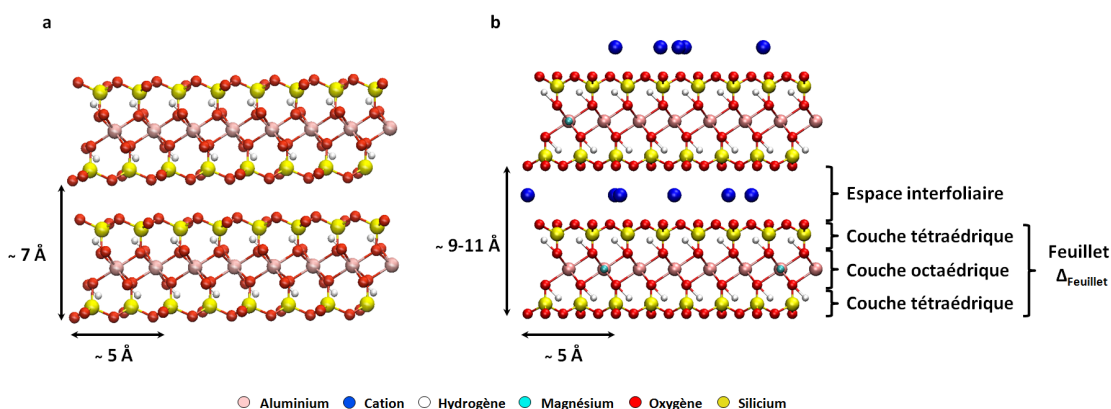 a
b
~ 7 Å
~ 5 Å
~ 9-11 Å
~ 5 Å
Espace interfoliaire
Couche tétraédrique
Couche octaédrique
Couche tétraédrique
Feuillet
ΔFeuillet
Aluminium Cation Hydrogène Magnésium Oxygène Silicium